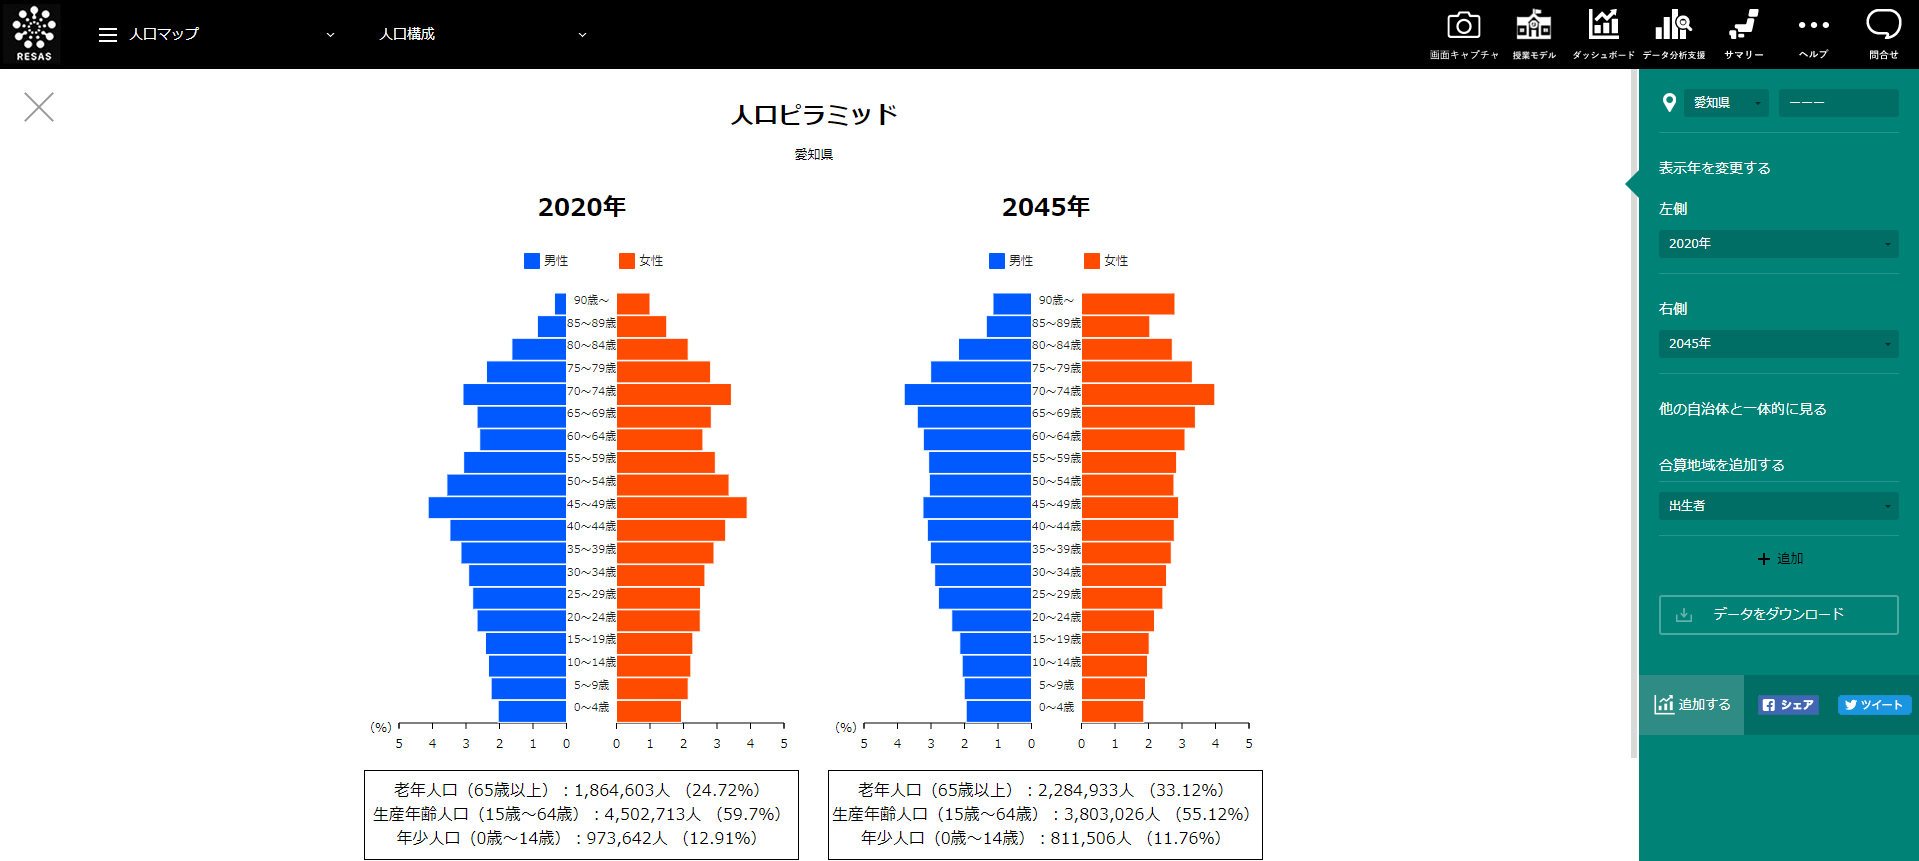 RESAS
人口マップ
人口構成
画面キャプチャ
授業モデル
ダッシュボード
データ分析支援
サマリー
ヘルプ
問合せ
人口ピラミッド
愛知県
2020年
男性 女性
90歳～
85～89歳
80～84歳
75～79歳
70～74歳
65～69歳
60～64歳
55～59歳
50～54歳
45～49歳
40～44歳
35～39歳
30～34歳
25～29歳
20～24歳
15～19歳
10～14歳
5～9歳
0～4歳
(%)
5 4 3 2 1 0 0 1 2 3 4 5
老年人口（65歳以上）：1,864,603人 （24.72%）
生産年齢人口（15歳～64歳）：4,502,713人 （59.7%）
年少人口（0歳～14歳）：973,642人 （12.91%）
2045年
男性 女性
90歳～
85～89歳
80～84歳
75～79歳
70～74歳
65～69歳
60～64歳
55～59歳
50～54歳
45～49歳
40～44歳
35～39歳
30～34歳
25～29歳
20～24歳
15～19歳
10～14歳
5～9歳
0～4歳
(%)
5 4 3 2 1 0 0 1 2 3 4 5
老年人口（65歳以上）：2,284,933人 （33.12%）
生産年齢人口（15歳～64歳）：3,803,026人 （55.12%）
年少人口（0歳～14歳）：811,506人 （11.76%）
愛知県 ーーー
表示年を変更する
左側
2020年
右側
2045年
他の自治体と一体的に見る
合算地域を追加する
出生者
＋ 追加
データをダウンロード
追加する
シェア
ツイート